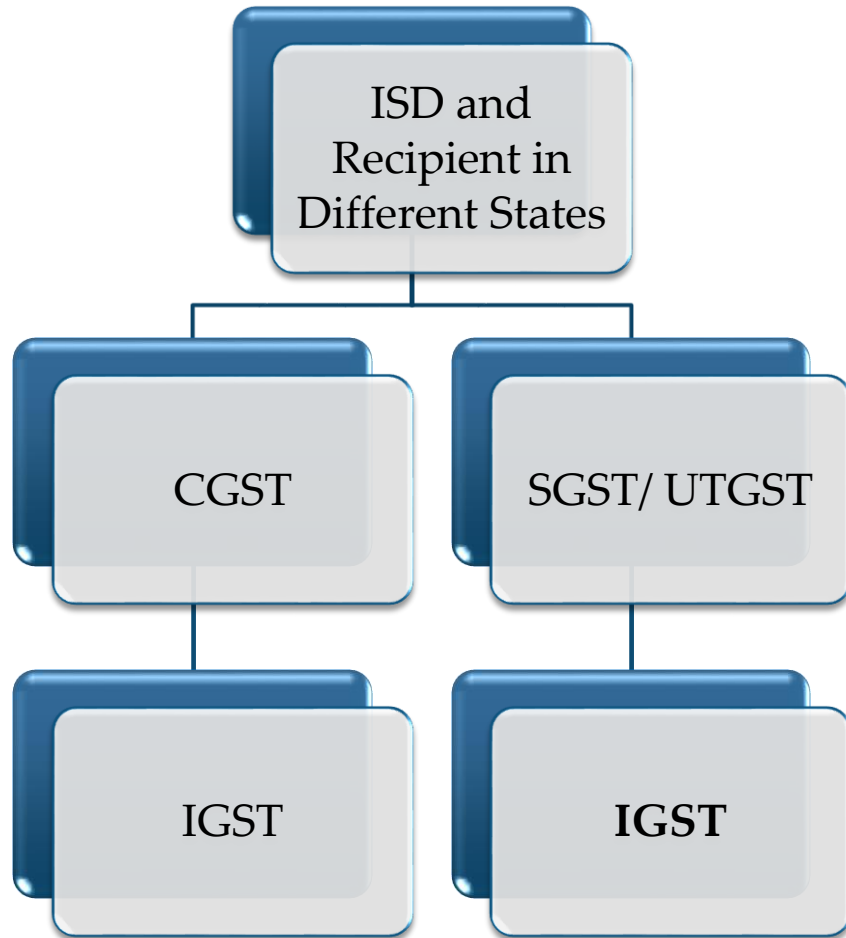 ISD and
Recipient in
Different States
CGST
SGST/ UTGST
IGST
IGST